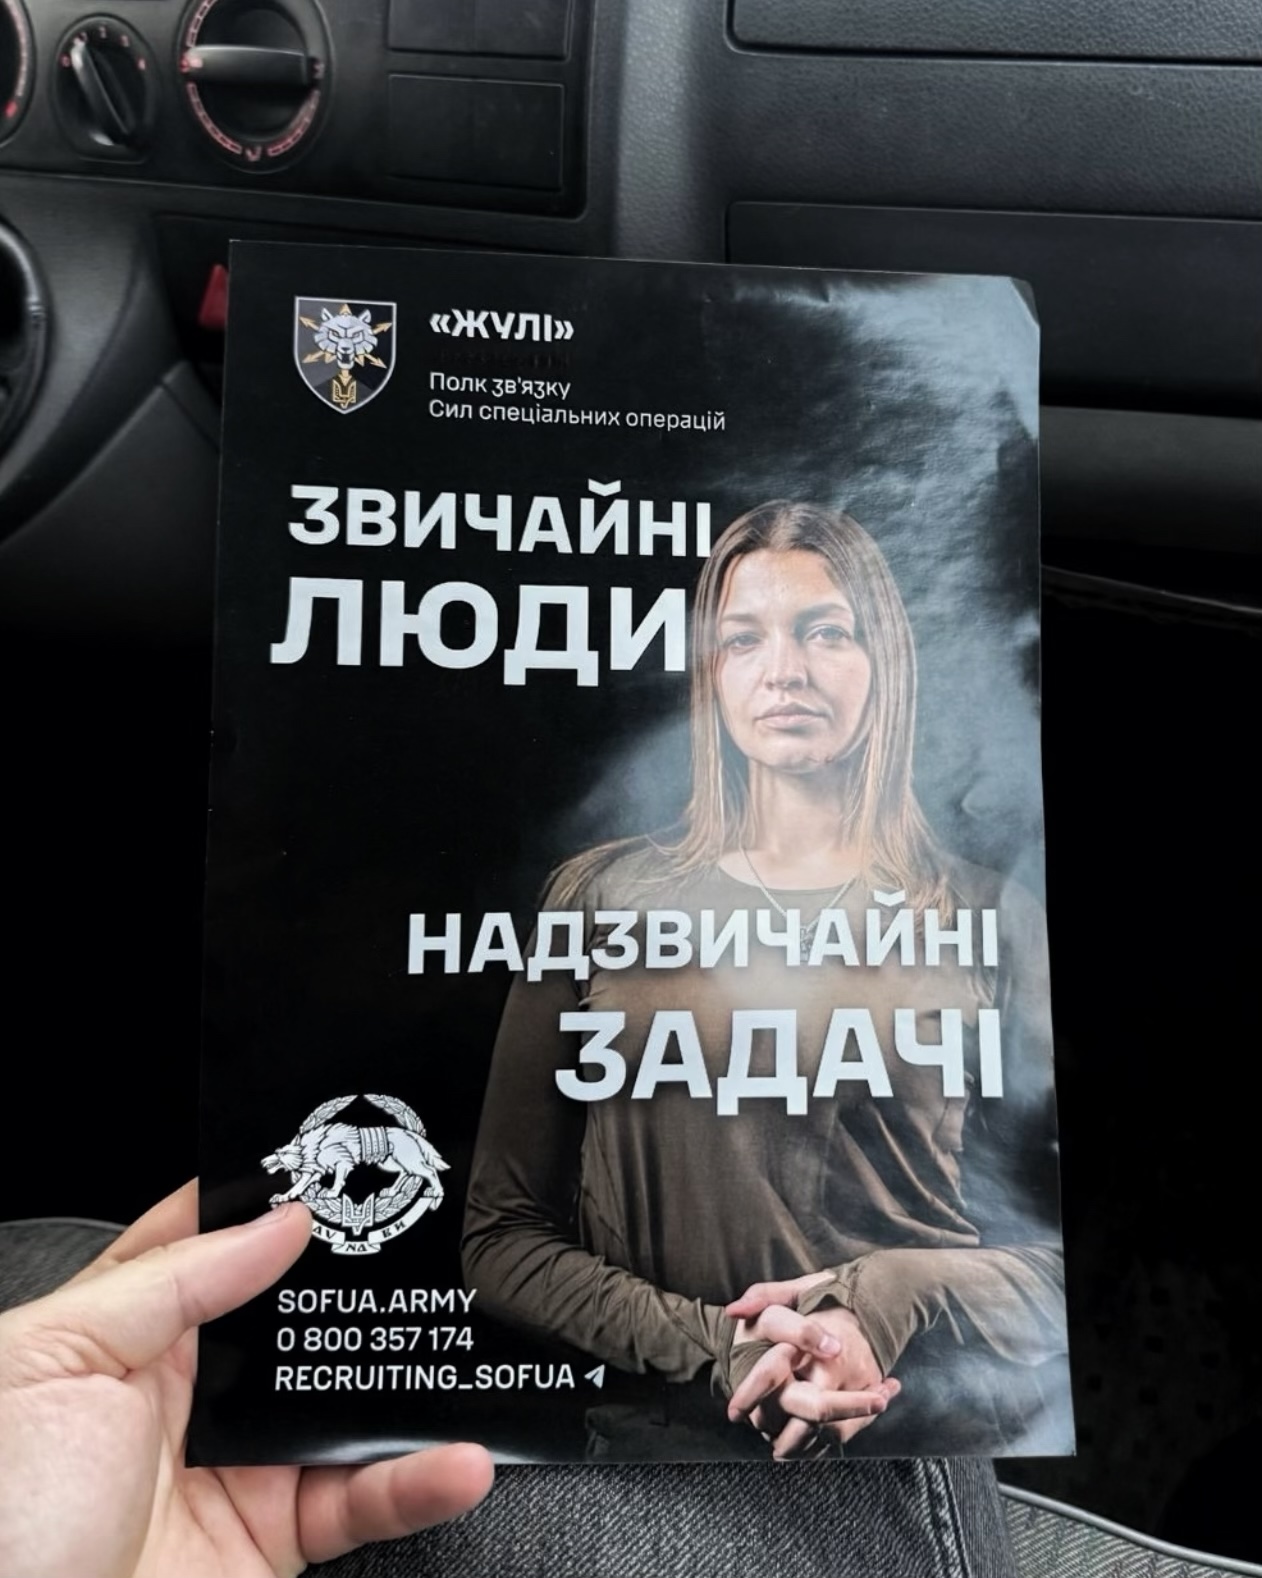 «ЖУЛІ»
Полк зв'язку
Сил спеціальних операцій
ЗВИЧАЙНІ
ЛЮДИ
НАДЗВИЧАЙНІ
ЗАДАЧІ
SOFUA.ARMY
0 800 357 174
RECRUITING_SOFUA